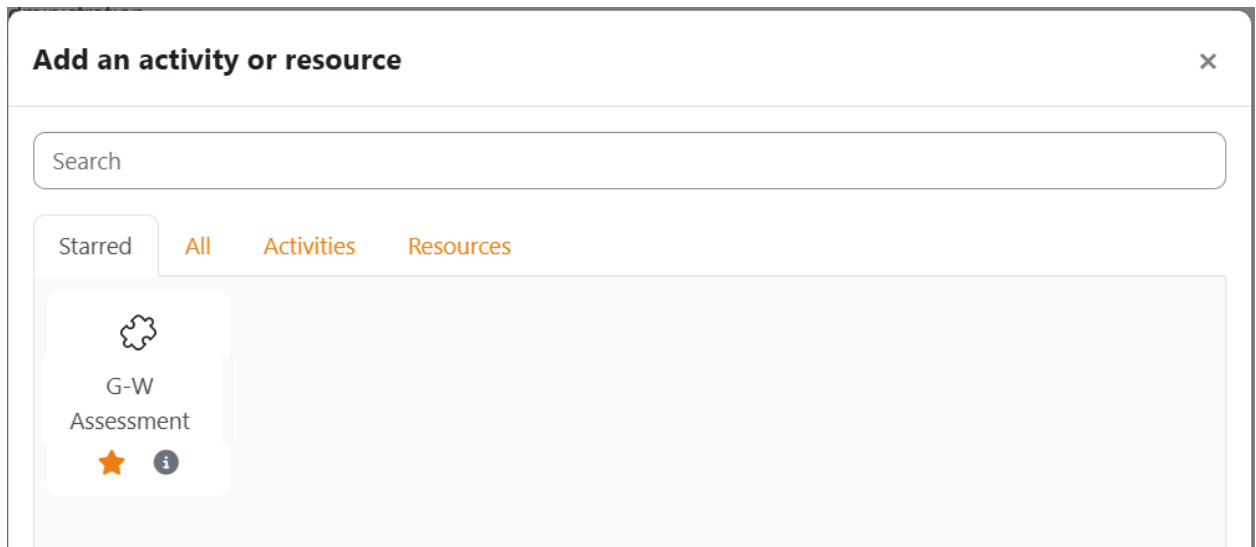 Add an activity or resource
×
Search
Starred All Activities Resources
G-W
Assessment